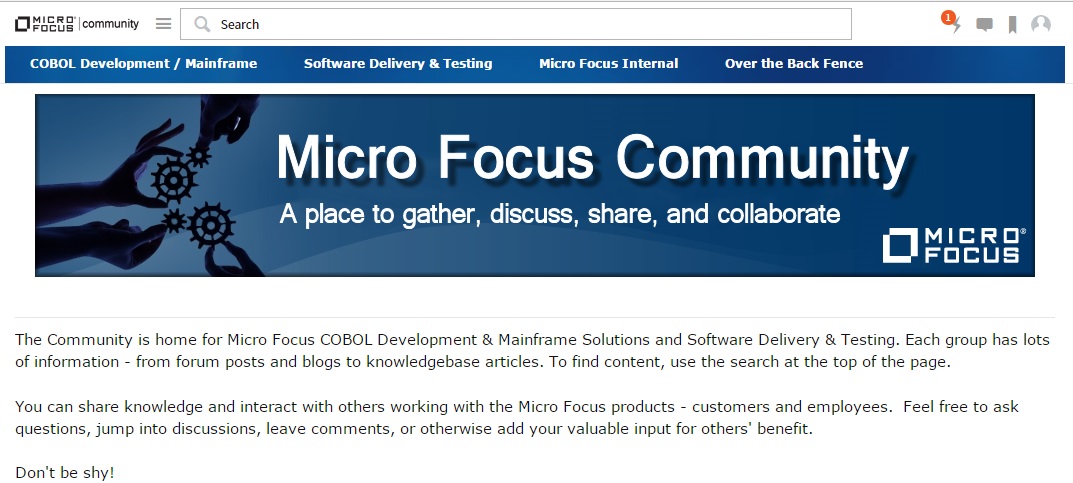 MICRO FOCUS® | community
Search
1
COBOL Development / Mainframe
Software Delivery & Testing
Micro Focus Internal
Over the Back Fence
Micro Focus Community
A place to gather, discuss, share, and collaborate
MICRO
FOCUS®
The Community is home for Micro Focus COBOL Development & Mainframe Solutions and Software Delivery & Testing. Each group has lots
of information - from forum posts and blogs to knowledgebase articles. To find content, use the search at the top of the page.
You can share knowledge and interact with others working with the Micro Focus products - customers and employees.  Feel free to ask
questions, jump into discussions, leave comments, or otherwise add your valuable input for others' benefit.
Don't be shy!